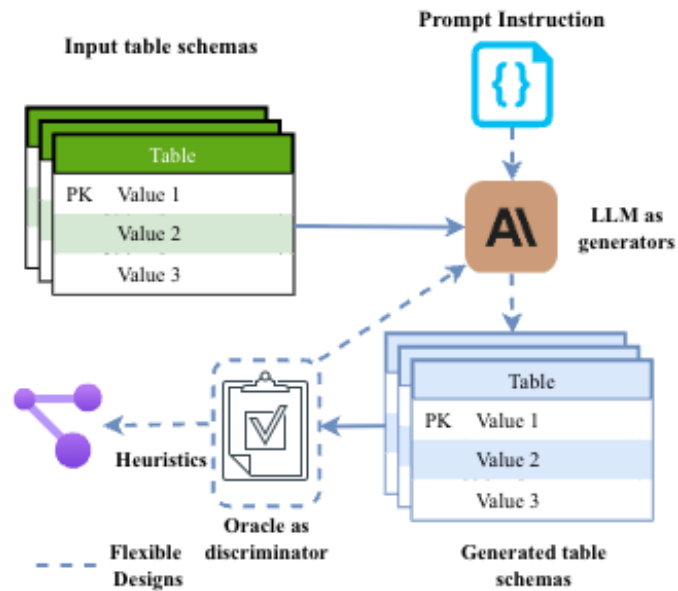 Prompt Instruction
Input table schemas
{}
Table
PK Value 1
Value 2
Value 3
AI
LLM as
generators
Table
PK Value 1
Value 2
Value 3
Heuristics
Oracle as
discriminator
Flexible
Designs
Generated table
schemas